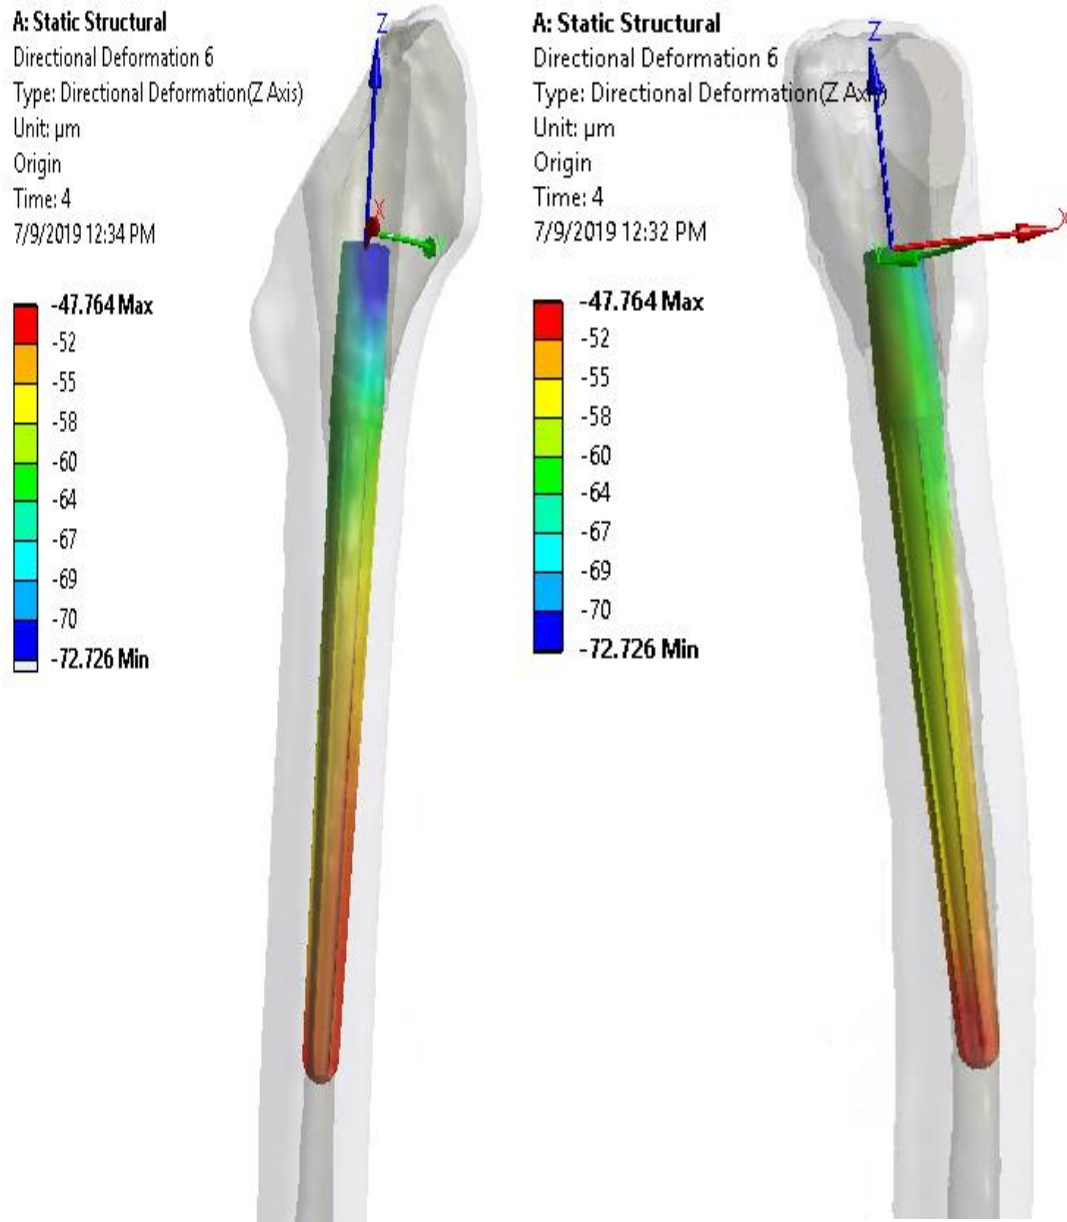 A: Static Structural
Directional Deformation 6
Type: Directional Deformation(Z Axis)
Unit: µm
Origin
Time: 4
7/9/2019 12:34 PM
-47.764 Max
-52
-55
-58
-60
-64
-67
-69
-70
-72.726 Min
Z
X
A: Static Structural
Directional Deformation 6
Type: Directional Deformation(Z Axis)
Unit: µm
Origin
Time: 4
7/9/2019 12:32 PM
-47.764 Max
-52
-55
-58
-60
-64
-67
-69
-70
-72.726 Min
Z
X